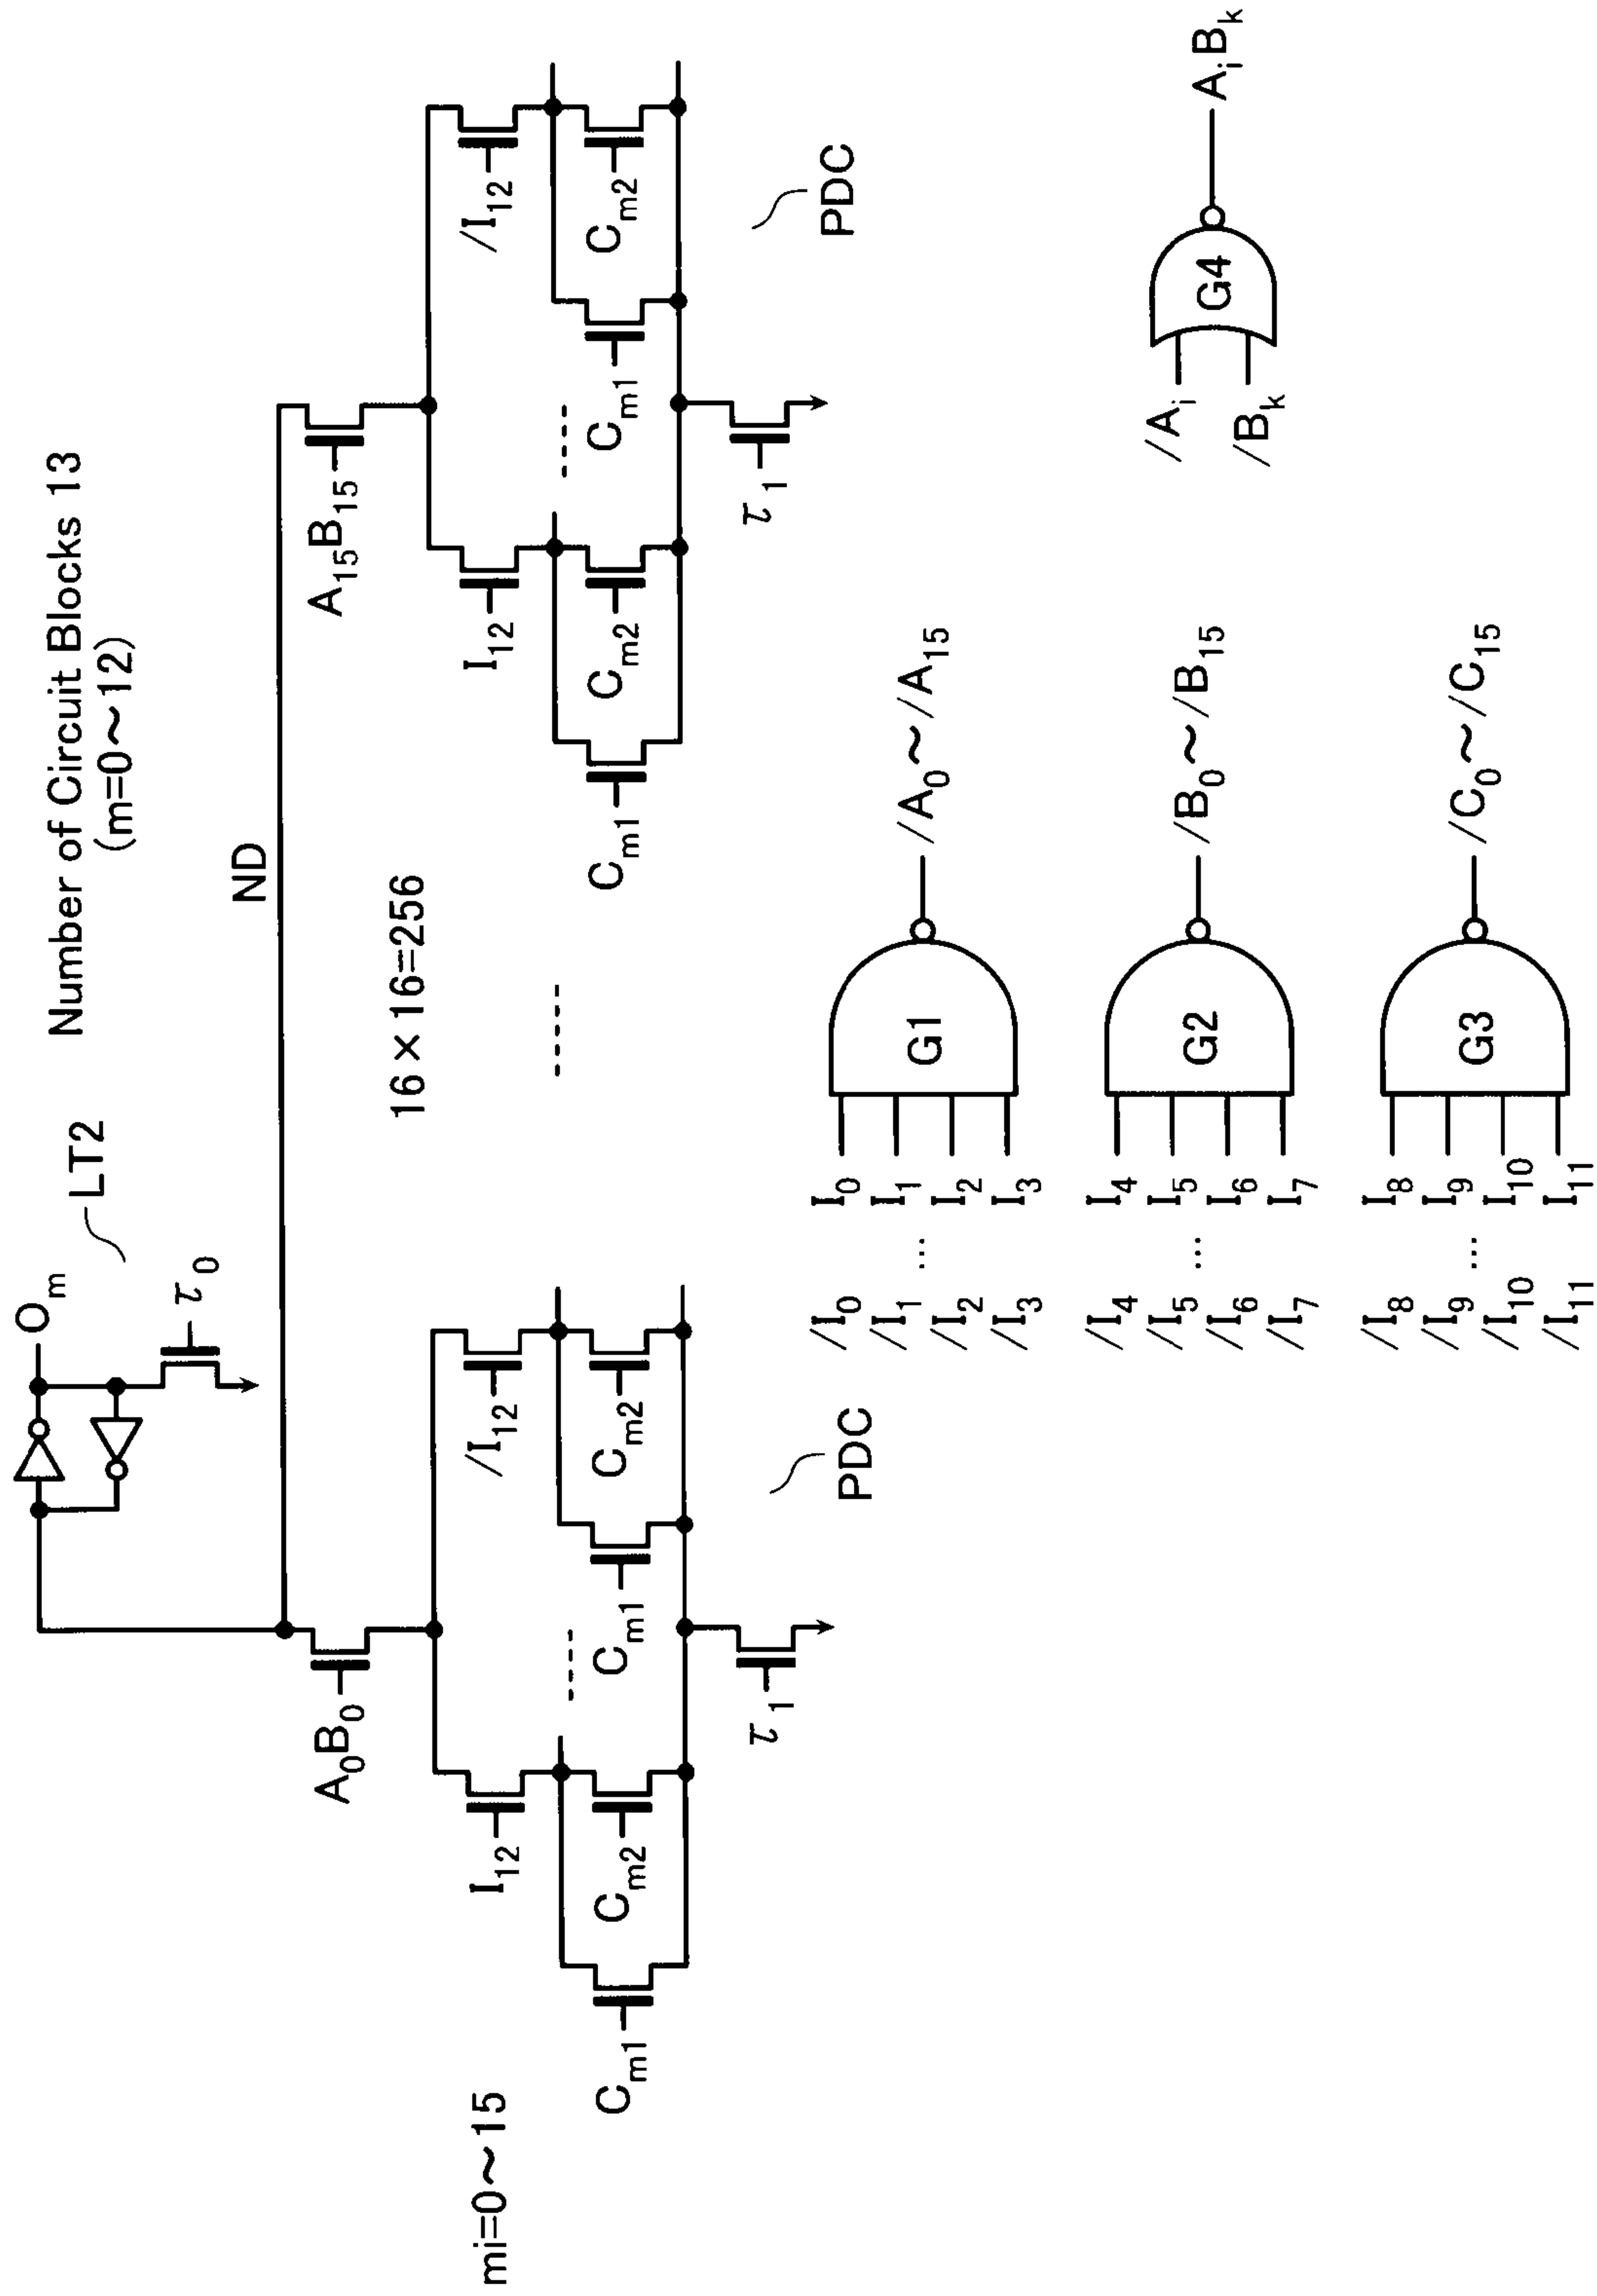 Number of Circuit Blocks 13
(m=0~12)
LT2
O_m
τ_0
ND
16×16=256
A_0B_0
A_15B_15
mi=0~15
I_12
/I_12
I_12
/I_12
C_m1
C_m2
C_m1
C_m2
C_m1
C_m2
C_m1
C_m2
τ_1
τ_1
PDC
PDC
/I_0 I_0
/I_1 ... I_1
/I_2 I_2
/I_3 I_3
G1
/A_0~/A_15
/I_4 I_4
/I_5 ... I_5
/I_6 I_6
/I_7 I_7
G2
/B_0~/B_15
/I_8 I_8
/I_9 ... I_9
/I_10 I_10
/I_11 I_11
G3
/C_0~/C_15
/A_i
/B_k
G4
A_iB_k